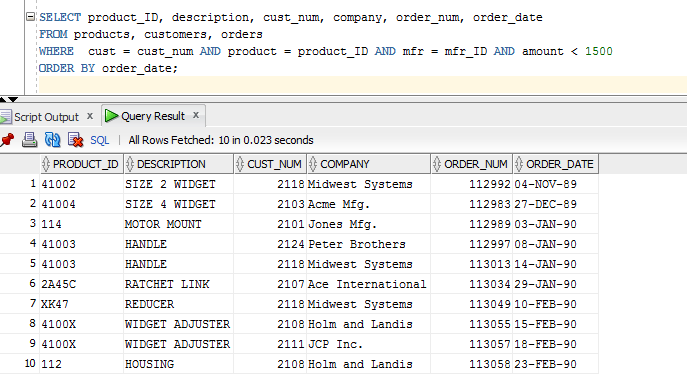 SELECT product_ID, description, cust_num, company, order_num, order_date
FROM products, customers, orders
WHERE cust = cust_num AND product = product_ID AND mfr = mfr_ID AND amount < 1500
ORDER BY order_date;
Script Output x Query Result x
SQL | All Rows Fetched: 10 in 0.023 seconds
PRODUCT_ID DESCRIPTION CUST_NUM COMPANY ORDER_NUM ORDER_DATE
1 41002 SIZE 2 WIDGET 2118 Midwest Systems 112992 04-NOV-89
2 41004 SIZE 4 WIDGET 2103 Acme Mfg. 112983 27-DEC-89
3 114 MOTOR MOUNT 2101 Jones Mfg. 112989 03-JAN-90
4 41003 HANDLE 2124 Peter Brothers 112997 08-JAN-90
5 41003 HANDLE 2118 Midwest Systems 113013 14-JAN-90
6 2A45C RATCHET LINK 2107 Ace International 113034 29-JAN-90
7 XK47 REDUCER 2118 Midwest Systems 113049 10-FEB-90
8 4100X WIDGET ADJUSTER 2108 Holm and Landis 113055 15-FEB-90
9 4100X WIDGET ADJUSTER 2111 JCP Inc. 113057 18-FEB-90
10 112 HOUSING 2108 Holm and Landis 113058 23-FEB-90